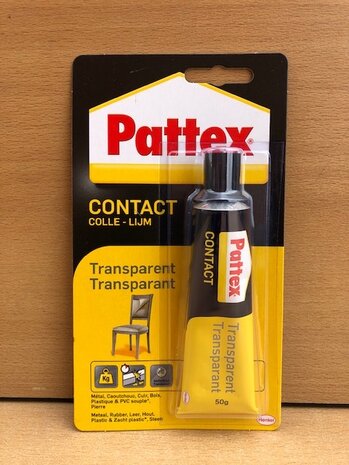 Pattex
CONTACT
COLLE - LIJM
Transparent
Transparant
Kg
Métal, Caoutchouc, Cuir, Bois,
Plastique & PVC souple*,
Pierre
Metaal, Rubber, Leer, Hout,
Plastic & Zacht plastic*, Steen
Pattex
CONTACT
Transparent
Transparant
50g
Henkel